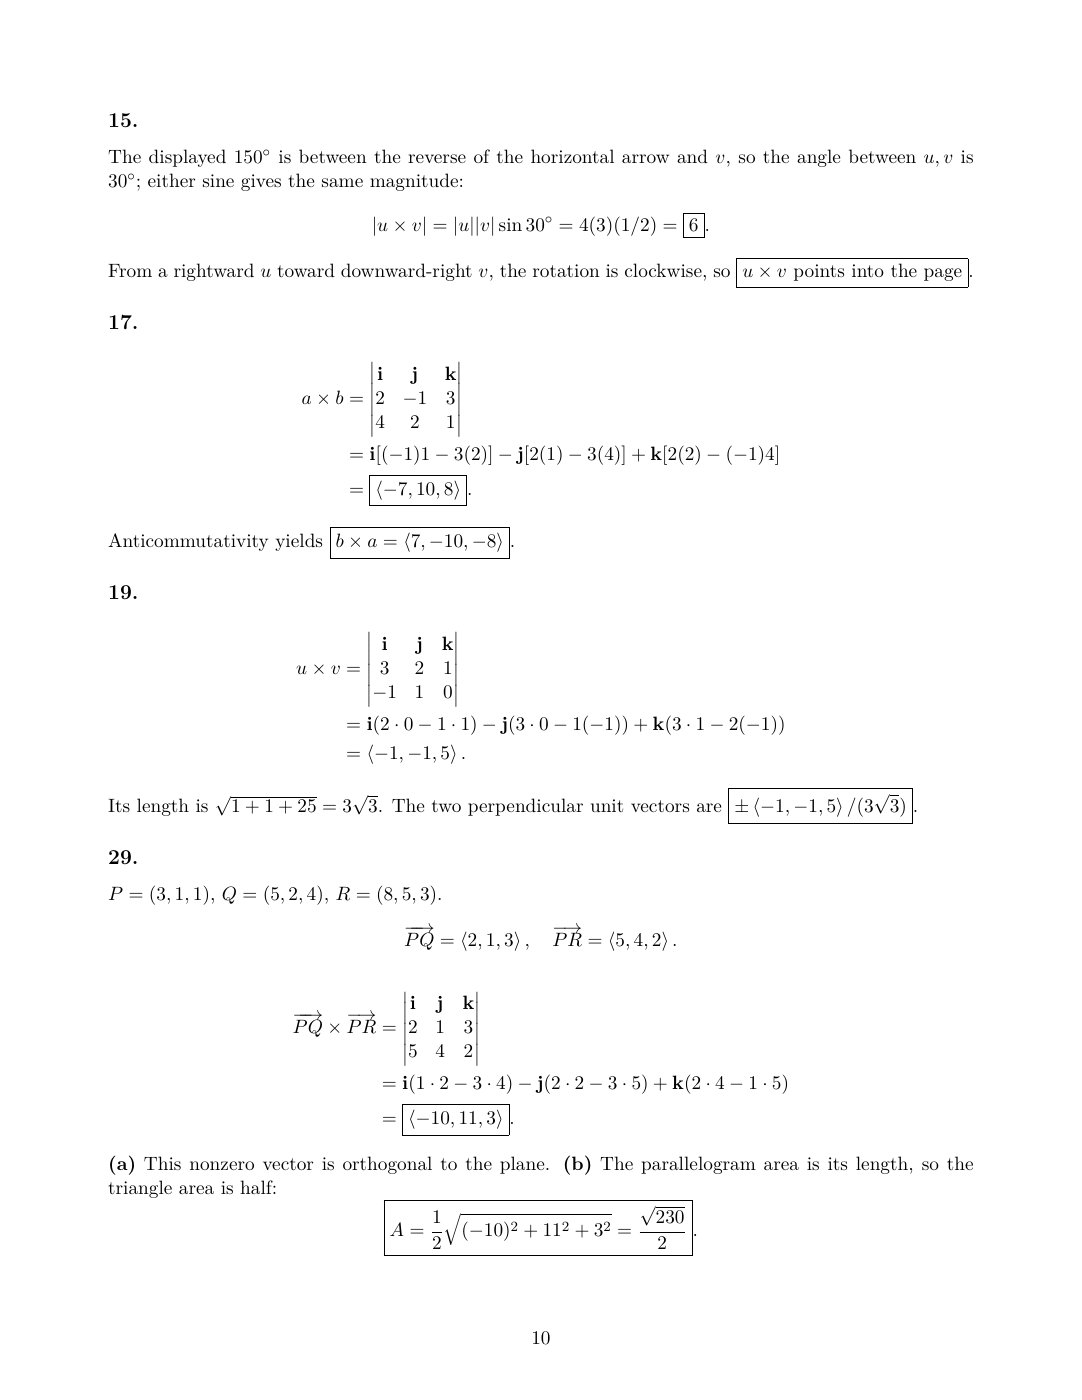 15.
The displayed 150° is between the reverse of the horizontal arrow and v, so the angle between u, v is
30°; either sine gives the same magnitude:
|u × v| = |u||v| sin 30° = 4(3)(1/2) = 6.
From a rightward u toward downward-right v, the rotation is clockwise, so u × v points into the page.
17.
i j k
a × b = 2 −1 3
4 2 1
= i[(−1)1 − 3(2)] − j[2(1) − 3(4)] + k[2(2) − (−1)4]
= ⟨−7, 10, 8⟩.
Anticommutativity yields b × a = ⟨7, −10, −8⟩.
19.
i j k
u × v = 3 2 1
−1 1 0
= i(2 · 0 − 1 · 1) − j(3 · 0 − 1(−1)) + k(3 · 1 − 2(−1))
= ⟨−1, −1, 5⟩.
Its length is √(1 + 1 + 25) = 3√3. The two perpendicular unit vectors are ± ⟨−1, −1, 5⟩ /(3√3).
29.
P = (3, 1, 1), Q = (5, 2, 4), R = (8, 5, 3).
PQ→ = ⟨2, 1, 3⟩, PR→ = ⟨5, 4, 2⟩.
i j k
PQ→ × PR→ = 2 1 3
5 4 2
= i(1 · 2 − 3 · 4) − j(2 · 2 − 3 · 5) + k(2 · 4 − 1 · 5)
= ⟨−10, 11, 3⟩.
(a) This nonzero vector is orthogonal to the plane. (b) The parallelogram area is its length, so the
triangle area is half:
A = 1/2 √((−10)² + 11² + 3²) = √230/2.
10